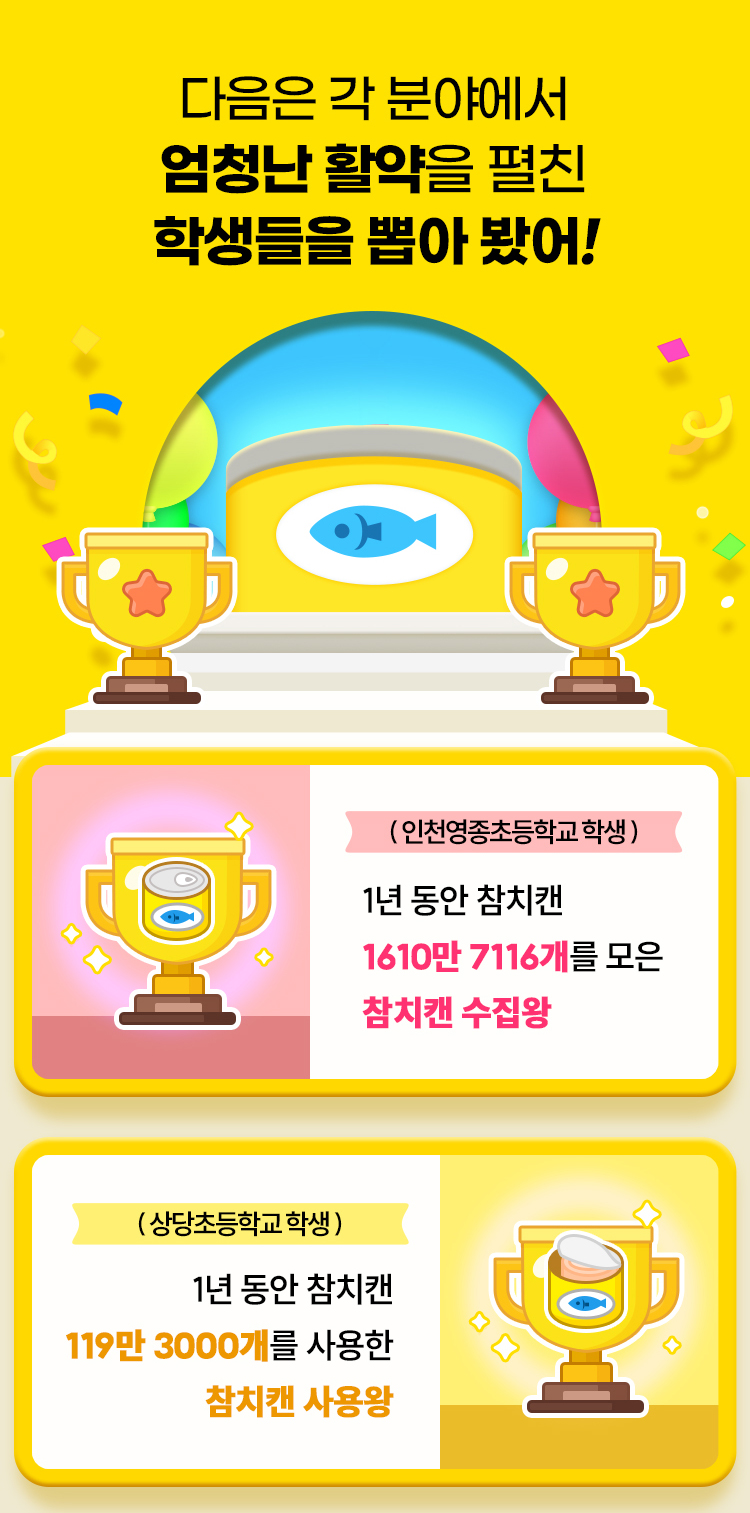 다음은 각 분야에서
엄청난 활약을 펼친
학생들을 뽑아 봤어!
( 인천영종초등학교 학생 )
1년 동안 참치캔
1610만 7116개를 모은
참치캔 수집왕
( 상당초등학교 학생 )
1년 동안 참치캔
119만 3000개를 사용한
참치캔 사용왕